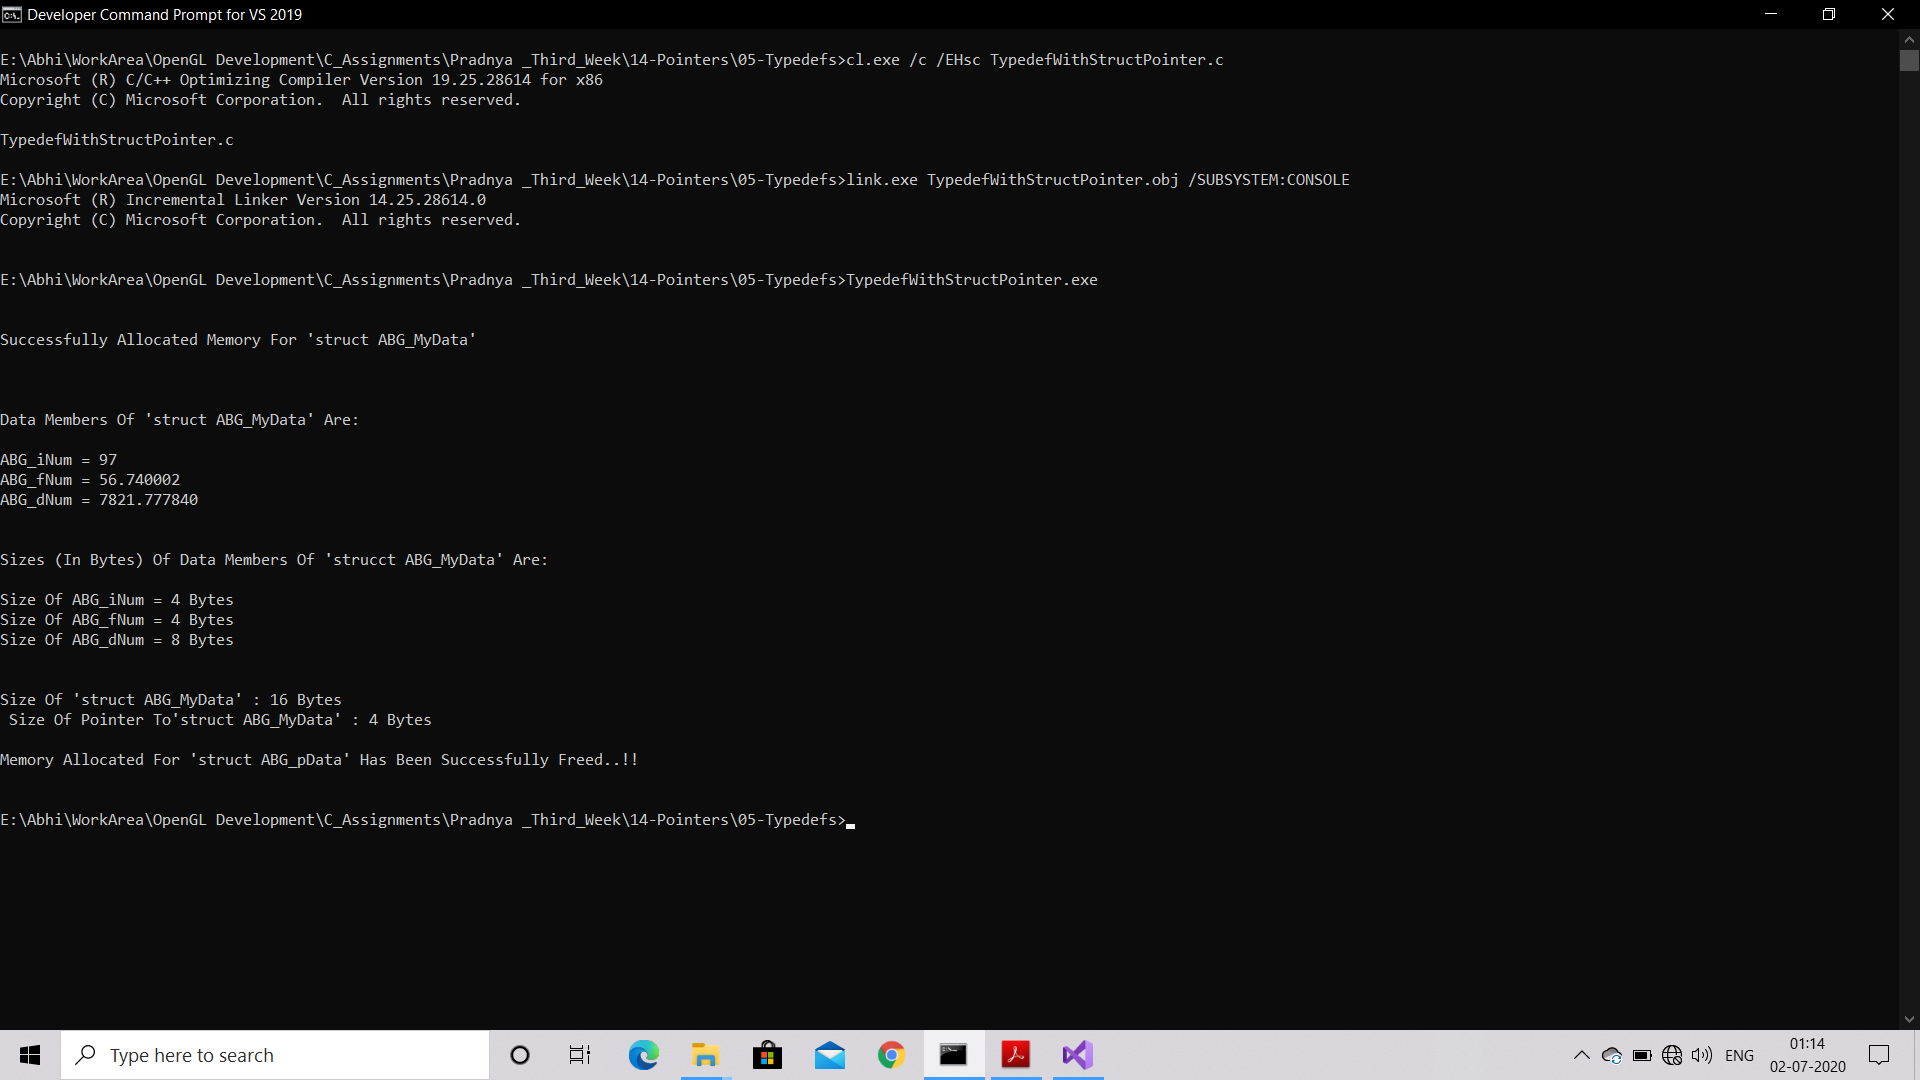 Developer Command Prompt for VS 2019
E:\Abhi\WorkArea\OpenGL Development\C_Assignments\Pradnya _Third_Week\14-Pointers\05-Typedefs>cl.exe /c /EHsc TypedefWithStructPointer.c
Microsoft (R) C/C++ Optimizing Compiler Version 19.25.28614 for x86
Copyright (C) Microsoft Corporation.  All rights reserved.
TypedefWithStructPointer.c
E:\Abhi\WorkArea\OpenGL Development\C_Assignments\Pradnya _Third_Week\14-Pointers\05-Typedefs>link.exe TypedefWithStructPointer.obj /SUBSYSTEM:CONSOLE
Microsoft (R) Incremental Linker Version 14.25.28614.0
Copyright (C) Microsoft Corporation.  All rights reserved.
E:\Abhi\WorkArea\OpenGL Development\C_Assignments\Pradnya _Third_Week\14-Pointers\05-Typedefs>TypedefWithStructPointer.exe
Successfully Allocated Memory For 'struct ABG_MyData'
Data Members Of 'struct ABG_MyData' Are:
ABG_iNum = 97
ABG_fNum = 56.740002
ABG_dNum = 7821.777840
Sizes (In Bytes) Of Data Members Of 'strucct ABG_MyData' Are:
Size Of ABG_iNum = 4 Bytes
Size Of ABG_fNum = 4 Bytes
Size Of ABG_dNum = 8 Bytes
Size Of 'struct ABG_MyData' : 16 Bytes
Size Of Pointer To'struct ABG_MyData' : 4 Bytes
Memory Allocated For 'struct ABG_pData' Has Been Successfully Freed..!!
E:\Abhi\WorkArea\OpenGL Development\C_Assignments\Pradnya _Third_Week\14-Pointers\05-Typedefs>
Type here to search
ENG
01:14
02-07-2020